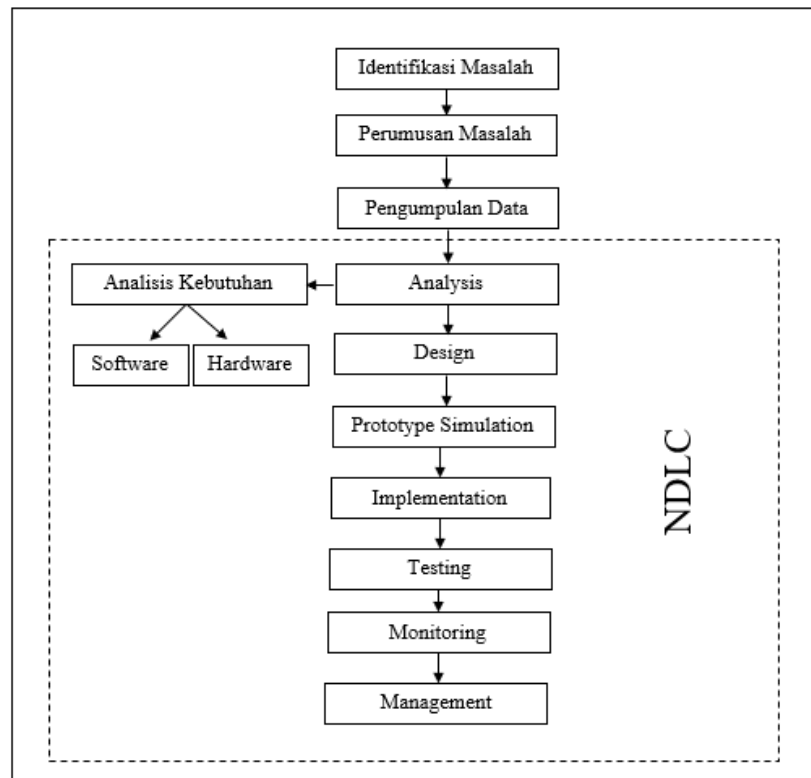 Identifikasi Masalah
Perumusan Masalah
Pengumpulan Data
Analisis Kebutuhan
Analysis
Software
Hardware
Design
Prototype Simulation
Implementation
Testing
Monitoring
Management
NDLC